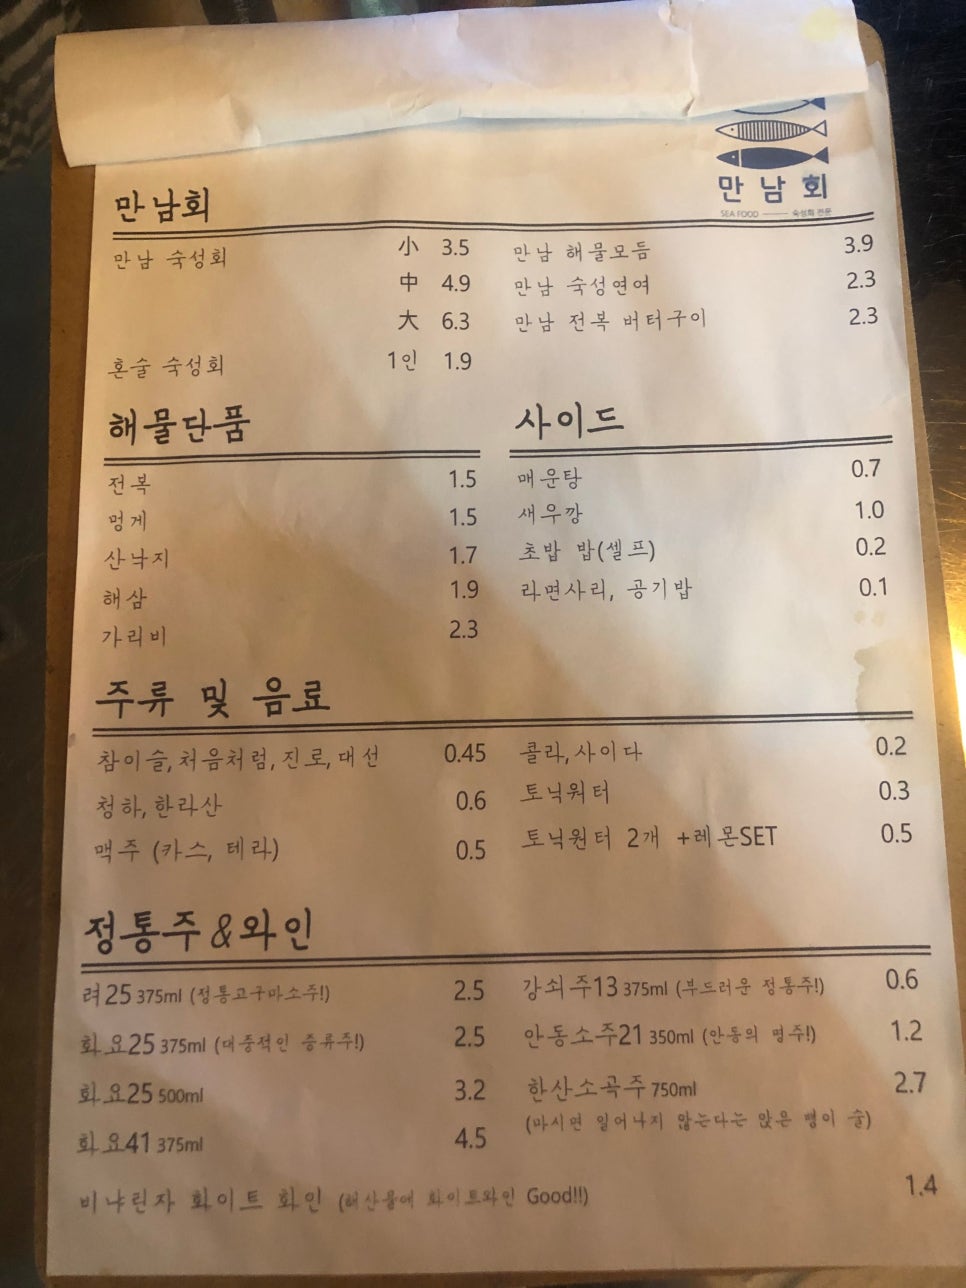 만남회
SEA FOOD 숙성회 전문
만남회
만남 숙성회 小 3.5
中 4.9
大 6.3
혼술 숙성회 1인 1.9
만남 해물모듬 3.9
만남 숙성연여 2.3
만남 전복 버터구이 2.3
해물단품
전복 1.5
멍게 1.5
산낙지 1.7
해삼 1.9
가리비 2.3
사이드
매운탕 0.7
새우깡 1.0
초밥 밥(셀프) 0.2
라면사리, 공기밥 0.1
주류 및 음료
참이슬,처음처럼,진로,대선 0.45
청하,한라산 0.6
맥주 (카스, 테라) 0.5
콜라,사이다 0.2
토닉워터 0.3
토닉원터 2개 +레몬SET 0.5
정통주&와인
려25 375ml (정통고구마소주!) 2.5
화요25 375ml (대중적인 증류주!) 2.5
화요25 500ml 3.2
화요41 375ml 4.5
강쇠주13 375ml (부드러운 정통주!) 0.6
안동소주21 350ml (안동의 명주!) 1.2
한산소곡주 750ml 2.7
(마시면 일어나지 않는다는 앉은 뱅이 술)
비냐린자 화이트 화인 (해산물에 화이트와인 Good!!) 1.4